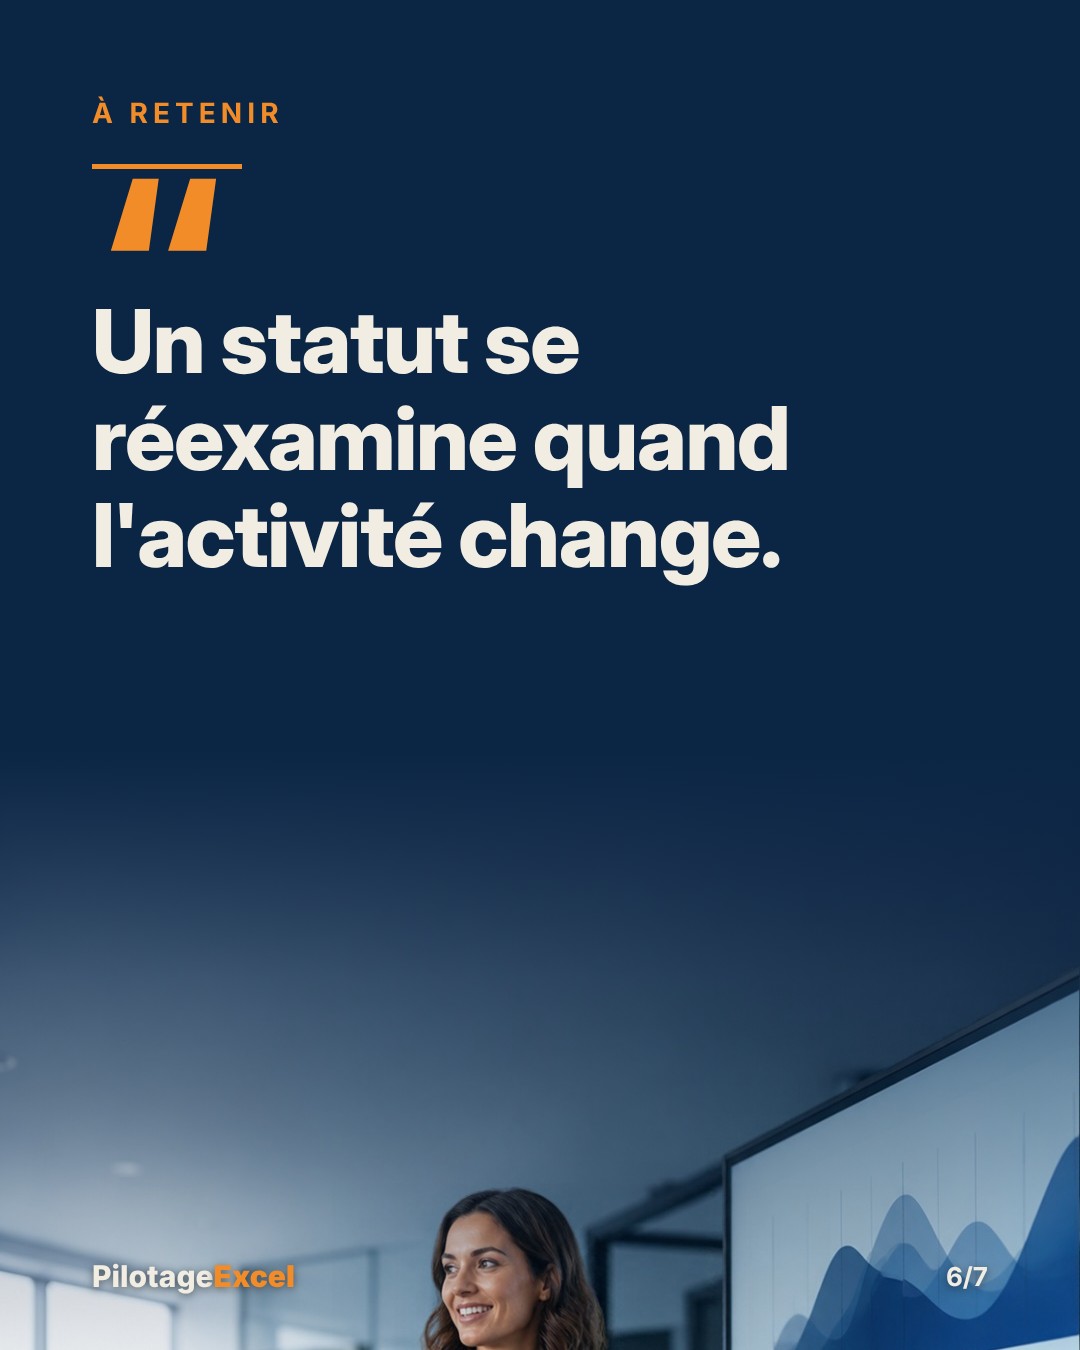 À RETENIR
"
Un statut se
réexamine quand
l'activité change.
PilotageExcel
6/7